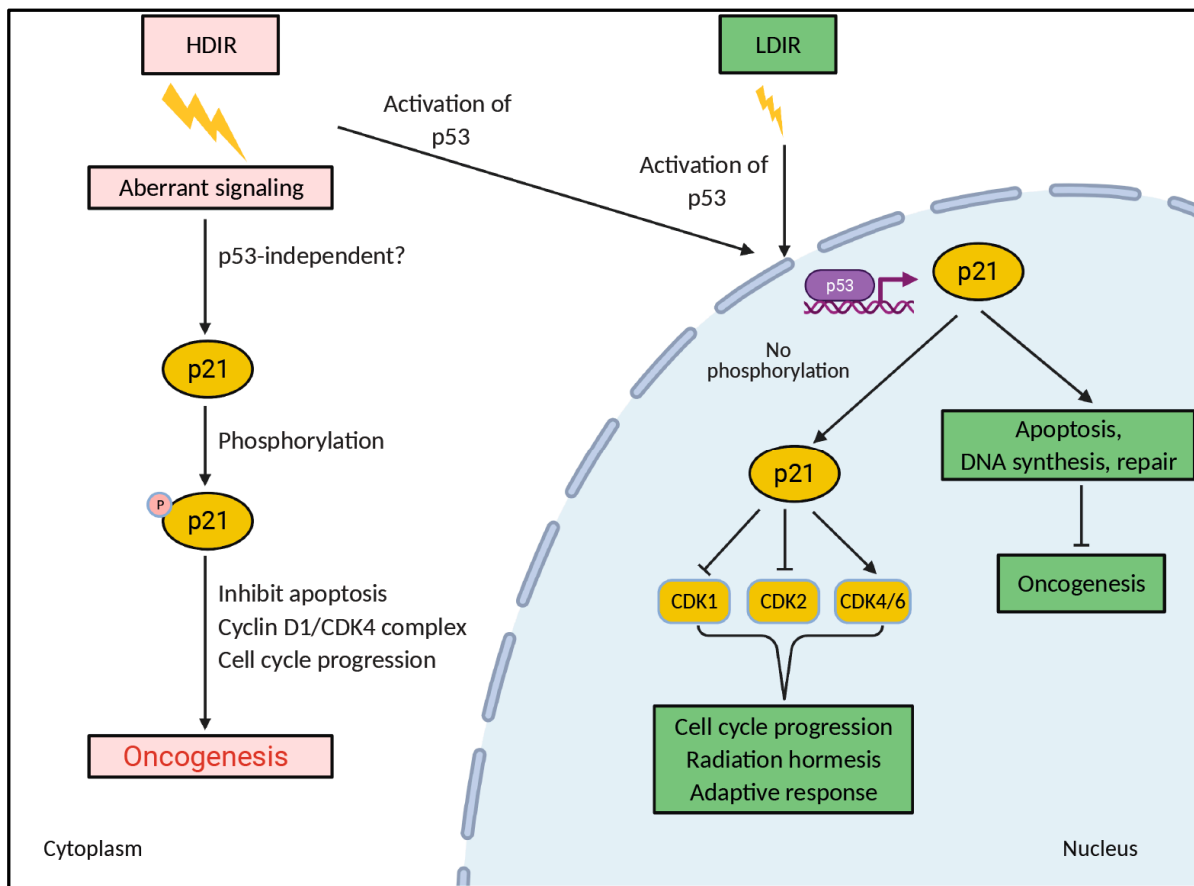 HDIR
LDIR
Activation of
p53
Activation of
p53
Aberrant signaling
p53-independent?
p21
Phosphorylation
P
p21
Inhibit apoptosis
Cyclin D1/CDK4 complex
Cell cycle progression
Oncogenesis
Cytoplasm
p53
p21
No
phosphorylation
p21
CDK1
CDK2
CDK4/6
Cell cycle progression
Radiation hormesis
Adaptive response
Apoptosis,
DNA synthesis, repair
Oncogenesis
Nucleus